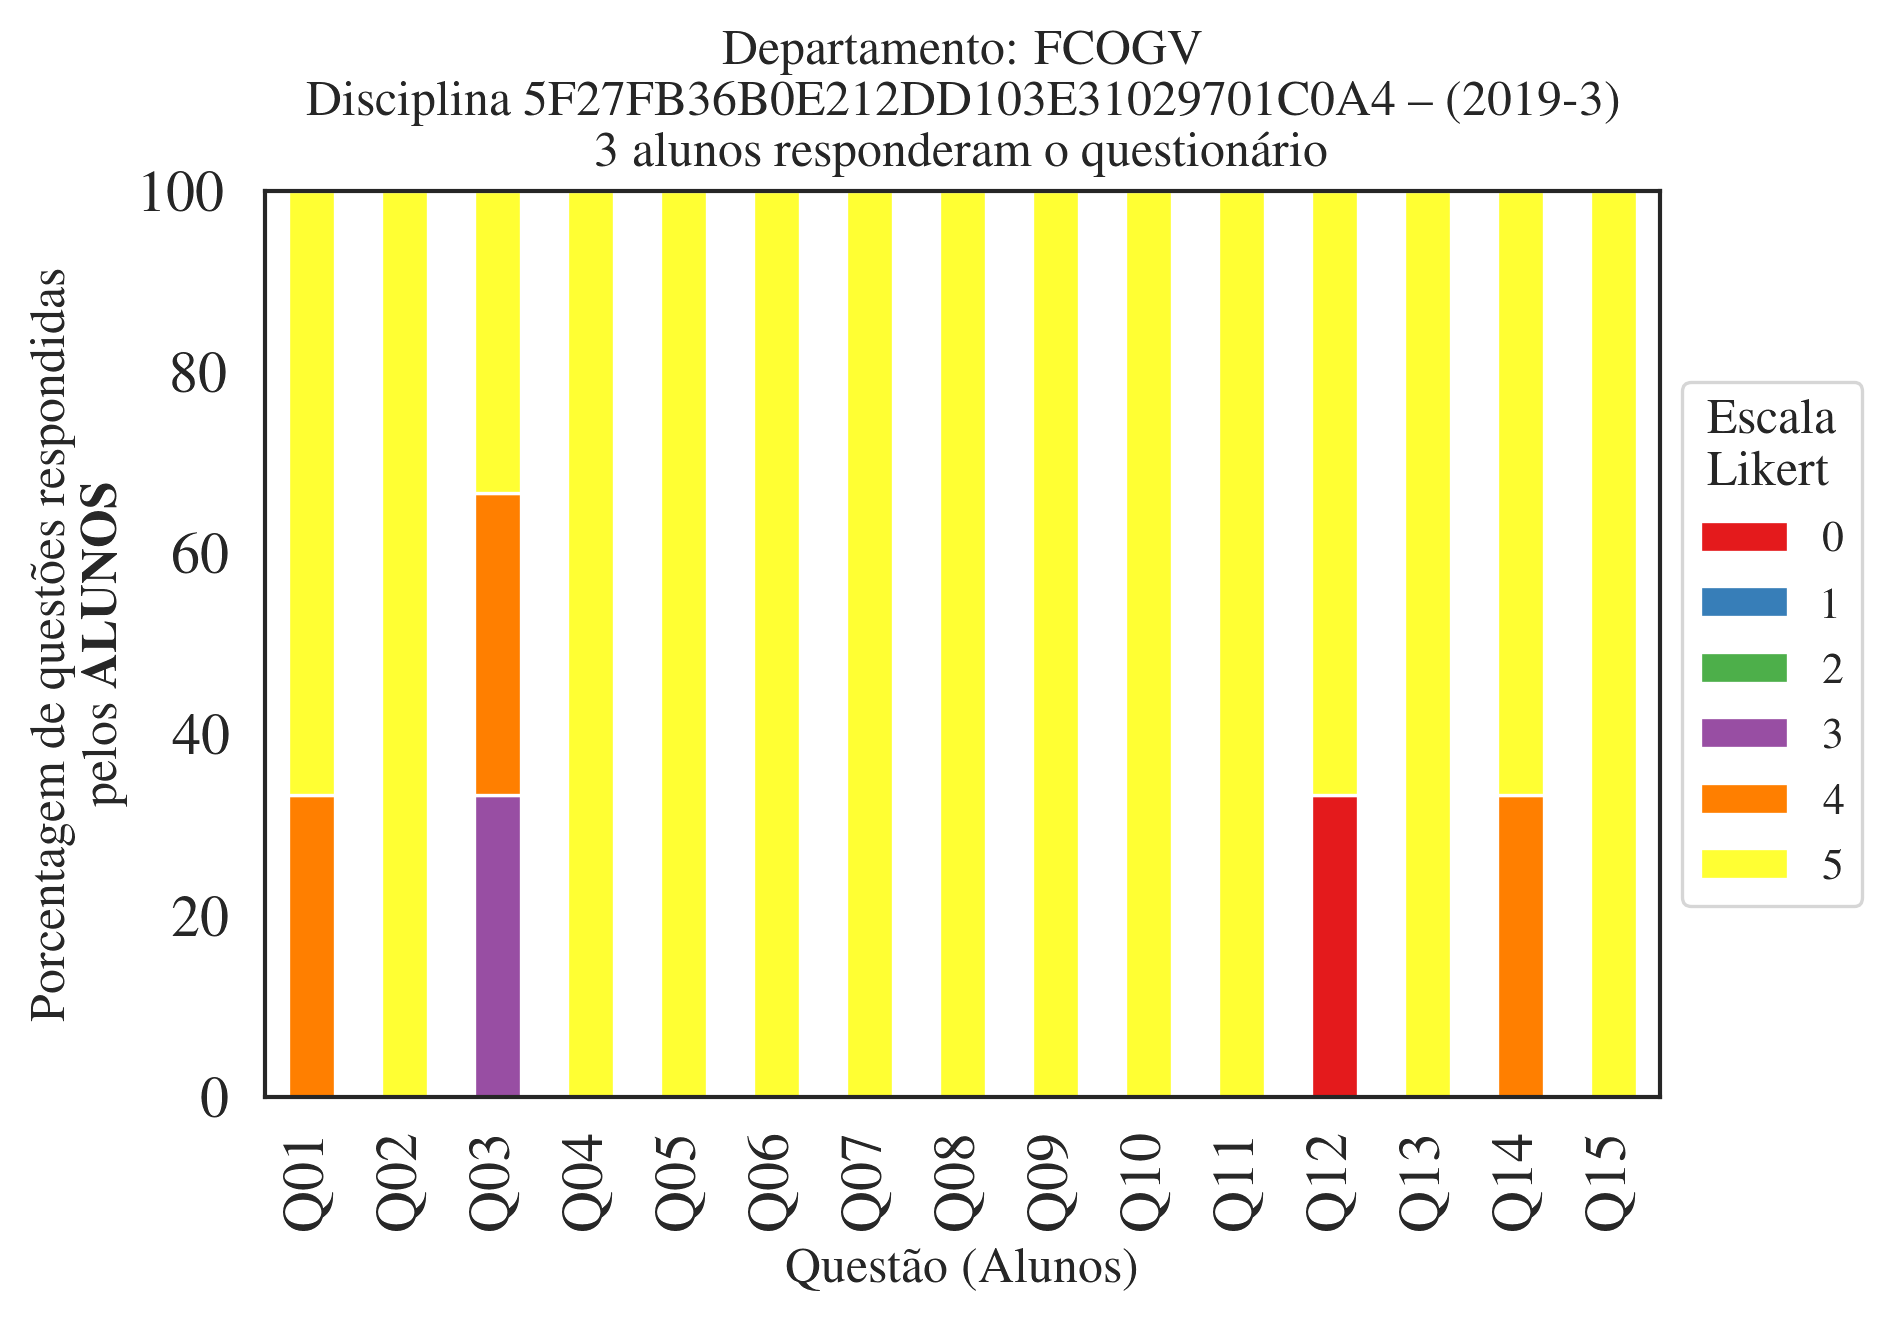 Departamento: FCOGV
Disciplina 5F27FB36B0E212DD103E31029701C0A4 – (2019-3)
3 alunos responderam o questionário
Porcentagem de questões respondidas
pelos ALUNOS
100
80
60
40
20
0
Q01
Q02
Q03
Q04
Q05
Q06
Q07
Q08
Q09
Q10
Q11
Q12
Q13
Q14
Q15
Questão (Alunos)
Escala
Likert
0
1
2
3
4
5